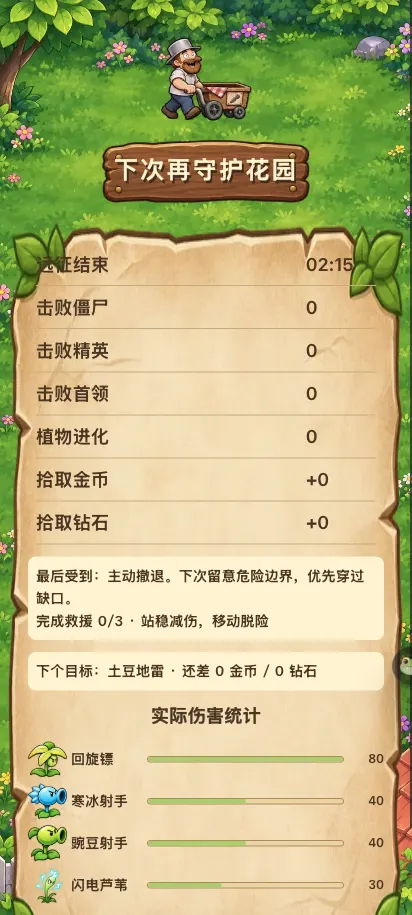 下次再守护花园
远征结束 02:15
击败僵尸 0
击败精英 0
击败首领 0
植物进化 0
拾取金币 +0
拾取钻石 +0
最后受到：主动撤退。下次留意危险边界，优先穿过
缺口。
完成救援 0/3 · 站稳减伤，移动脱险
下个目标：土豆地雷 · 还差 0 金币 / 0 钻石
实际伤害统计
回旋镖 80
寒冰射手 40
豌豆射手 40
闪电芦苇 30